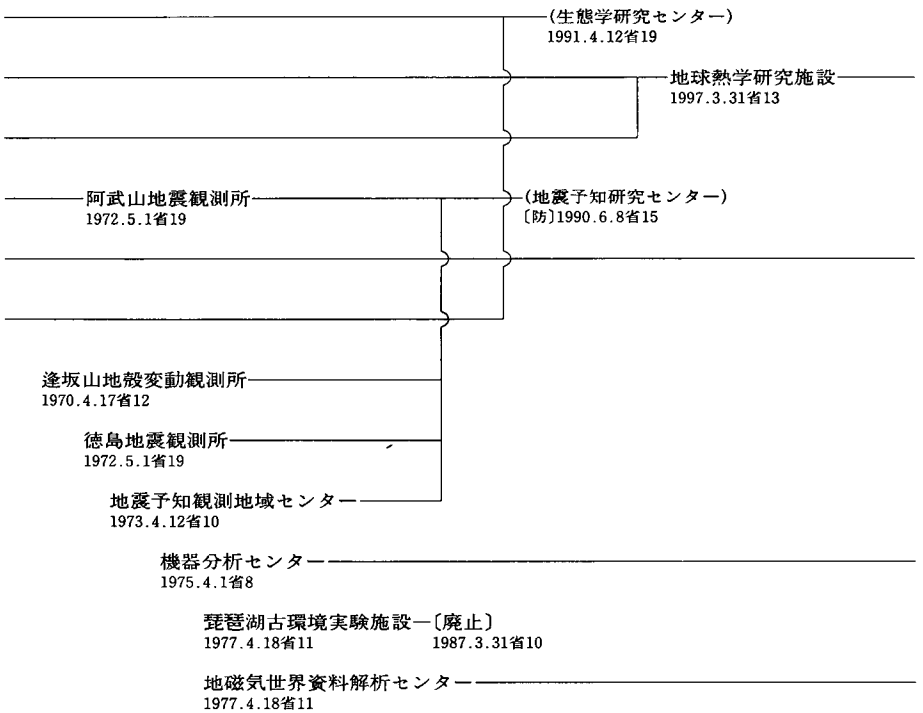 (生態学研究センター)
1991.4.12省19
地球熱学研究施設
1997.3.31省13
阿武山地震観測所
1972.5.1省19
(地震予知研究センター)
〔防〕1990.6.8省15
逢坂山地殻変動観測所
1970.4.17省12
徳島地震観測所
1972.5.1省19
地震予知観測地域センター
1973.4.12省10
機器分析センター
1975.4.1省8
琵琶湖古環境実験施設―〔廃止〕
1977.4.18省11 1987.3.31省10
地磁気世界資料解析センター
1977.4.18省11